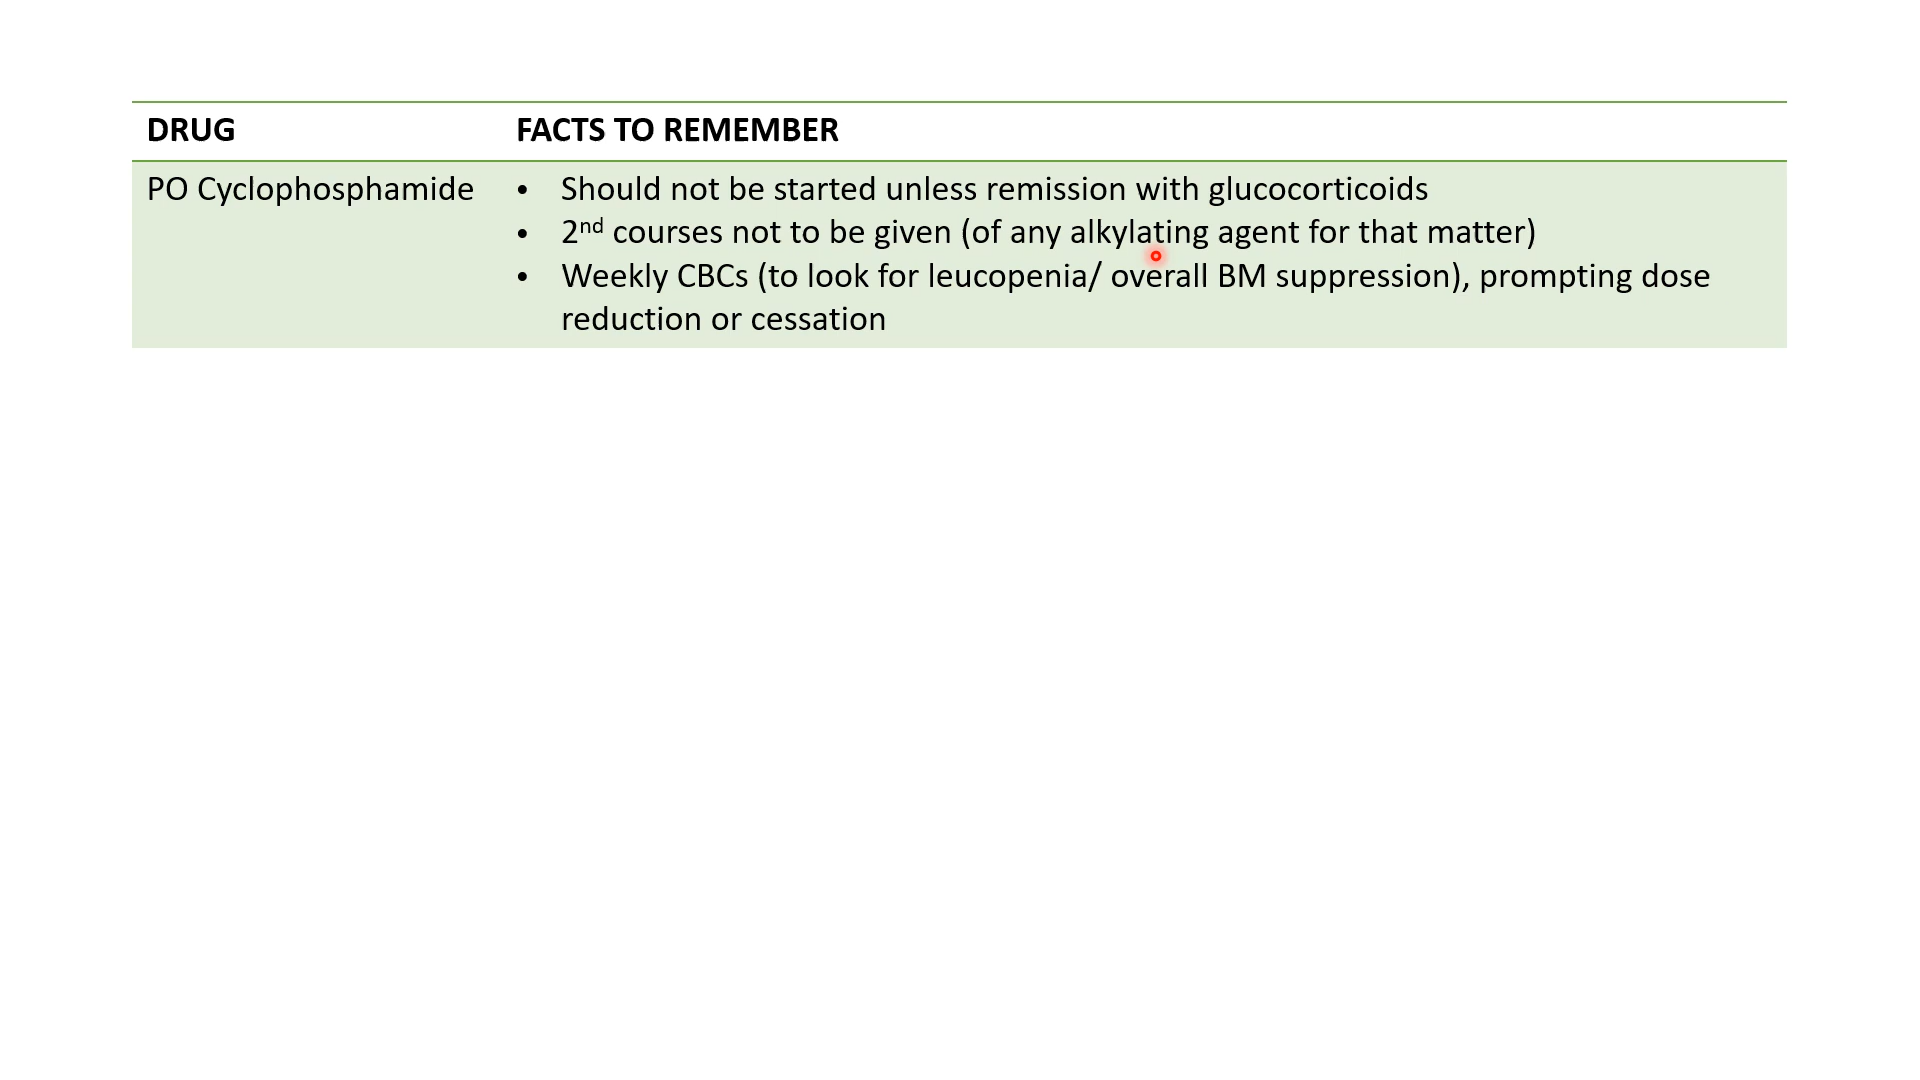 DRUG FACTS TO REMEMBER
PO Cyclophosphamide • Should not be started unless remission with glucocorticoids
• 2nd courses not to be given (of any alkylating agent for that matter)
• Weekly CBCs (to look for leucopenia/ overall BM suppression), prompting dose
reduction or cessation